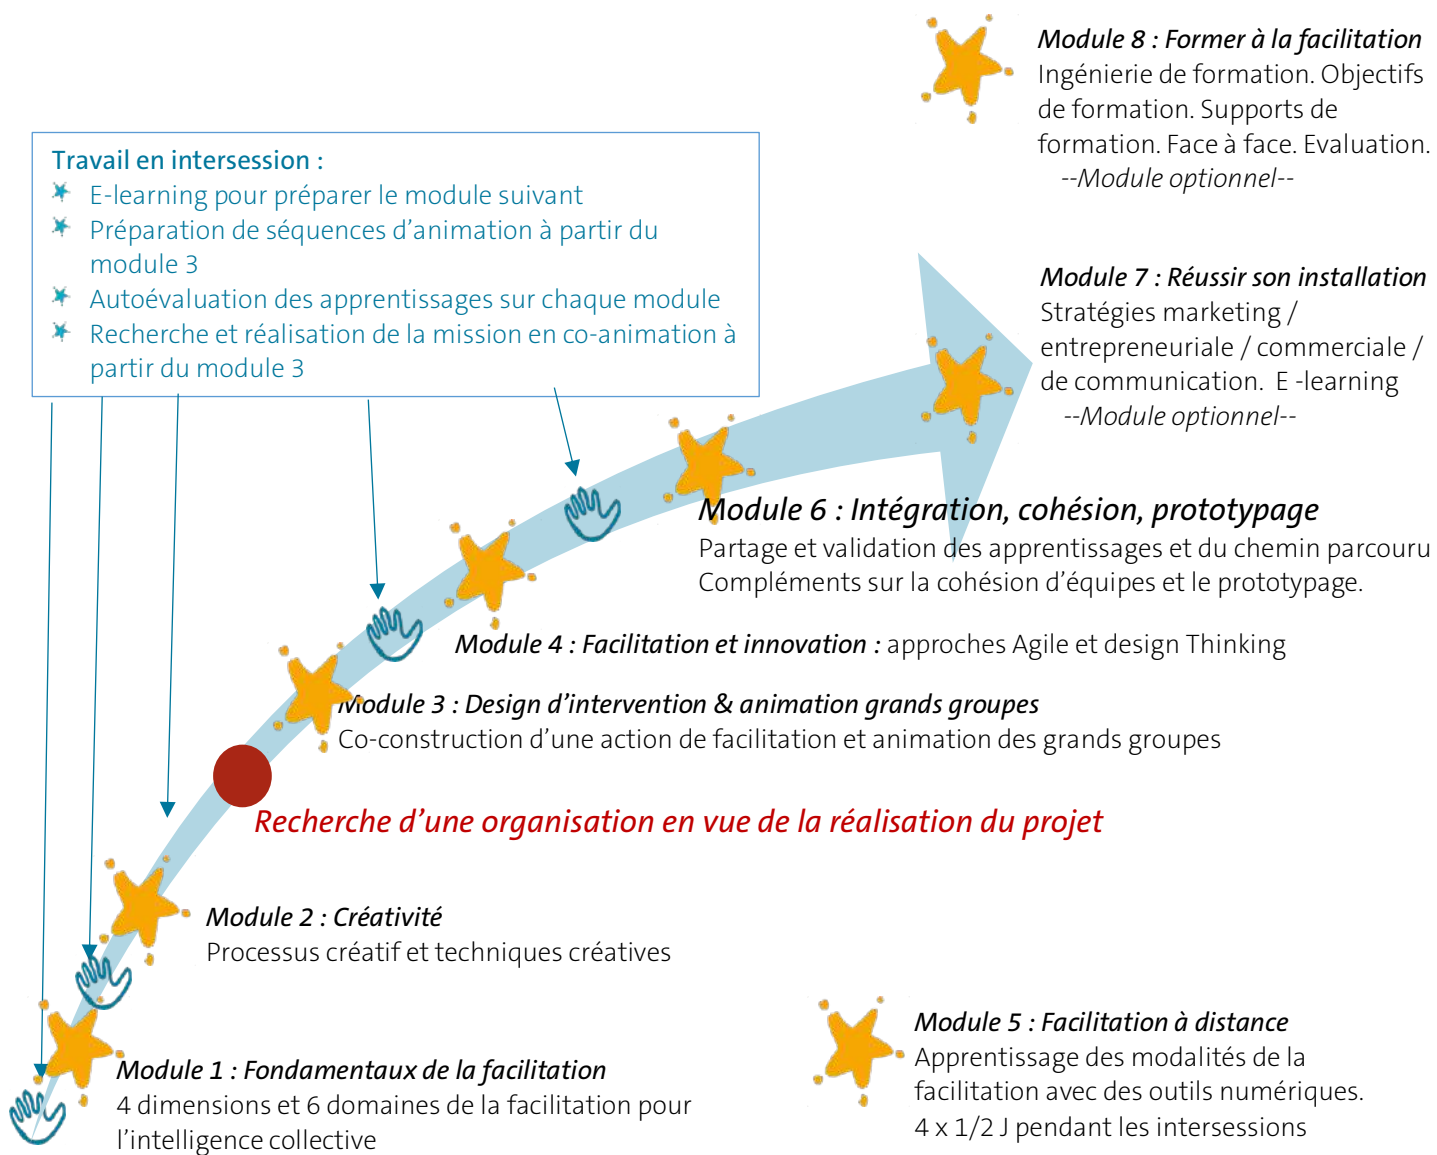 Module 8 : Former à la facilitation
Ingénierie de formation. Objectifs
de formation. Supports de
formation. Face à face. Evaluation.
--Module optionnel--
Travail en intersession :
E-learning pour préparer le module suivant
Préparation de séquences d’animation à partir du
module 3
Autoévaluation des apprentissages sur chaque module
Recherche et réalisation de la mission en co-animation à
partir du module 3
Module 7 : Réussir son installation
Stratégies marketing /
entrepreneuriale / commerciale /
de communication. E -learning
--Module optionnel--
Module 6 : Intégration, cohésion, prototypage
Partage et validation des apprentissages et du chemin parcouru
Compléments sur la cohésion d’équipes et le prototypage.
Module 4 : Facilitation et innovation : approches Agile et design Thinking
Module 3 : Design d’intervention & animation grands groupes
Co-construction d’une action de facilitation et animation des grands groupes
Recherche d’une organisation en vue de la réalisation du projet
Module 2 : Créativité
Processus créatif et techniques créatives
Module 5 : Facilitation à distance
Apprentissage des modalités de la
facilitation avec des outils numériques.
4 x 1/2 J pendant les intersessions
Module 1 : Fondamentaux de la facilitation
4 dimensions et 6 domaines de la facilitation pour
l’intelligence collective